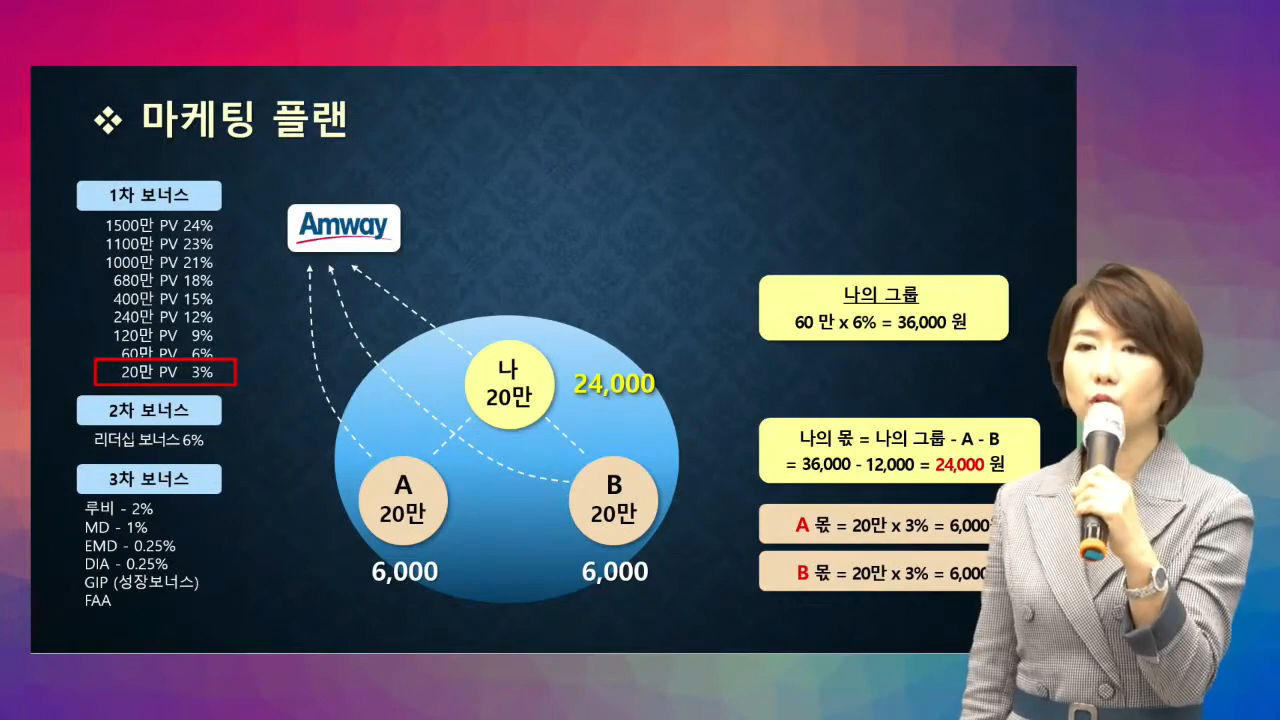 ❖ 마케팅 플랜
1차 보너스
1500만 PV 24%
1100만 PV 23%
1000만 PV 21%
680만 PV 18%
400만 PV 15%
240만 PV 12%
120만 PV 9%
60만 PV 6%
20만 PV 3%
2차 보너스
리더십 보너스 6%
3차 보너스
루비 - 2%
MD - 1%
EMD - 0.25%
DIA - 0.25%
GIP (성장보너스)
FAA
Amway
나
20만
24,000
A
20만
6,000
B
20만
6,000
나의 그룹
60 만 x 6% = 36,000 원
나의 몫 = 나의 그룹 - A - B
= 36,000 - 12,000 = 24,000 원
A 몫 = 20만 x 3% = 6,000
B 몫 = 20만 x 3% = 6,000